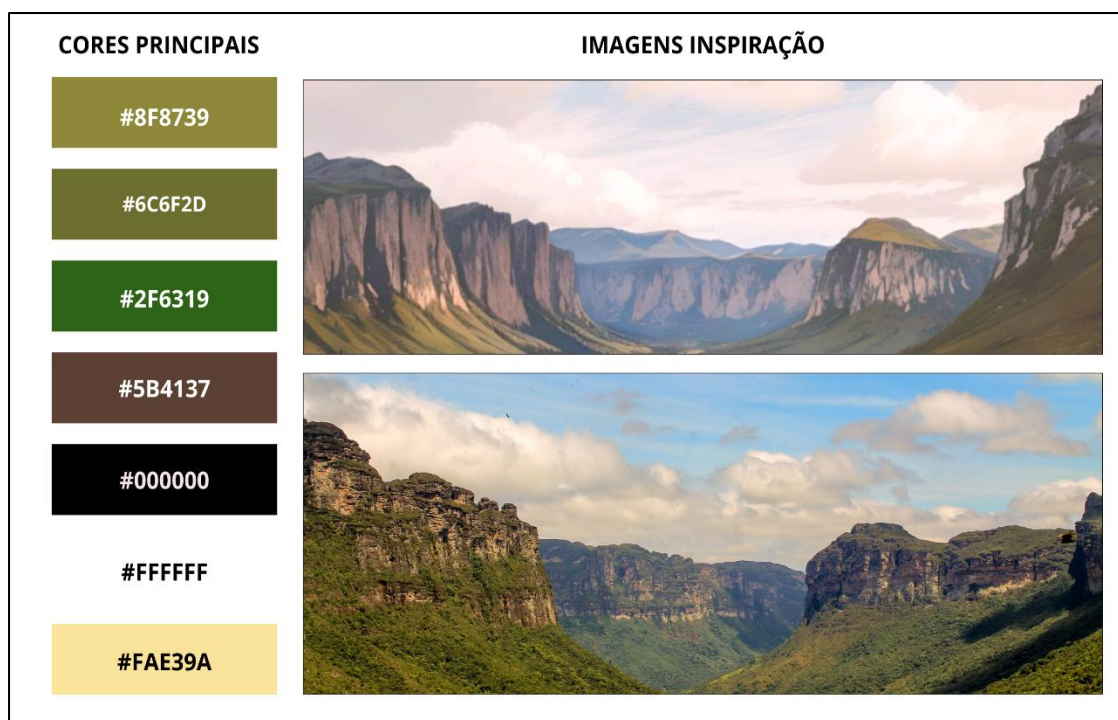 CORES PRINCIPAIS
IMAGENS INSPIRAÇÃO
#8F8739
#6C6F2D
#2F6319
#5B4137
#000000
#FFFFFF
#FAE39A